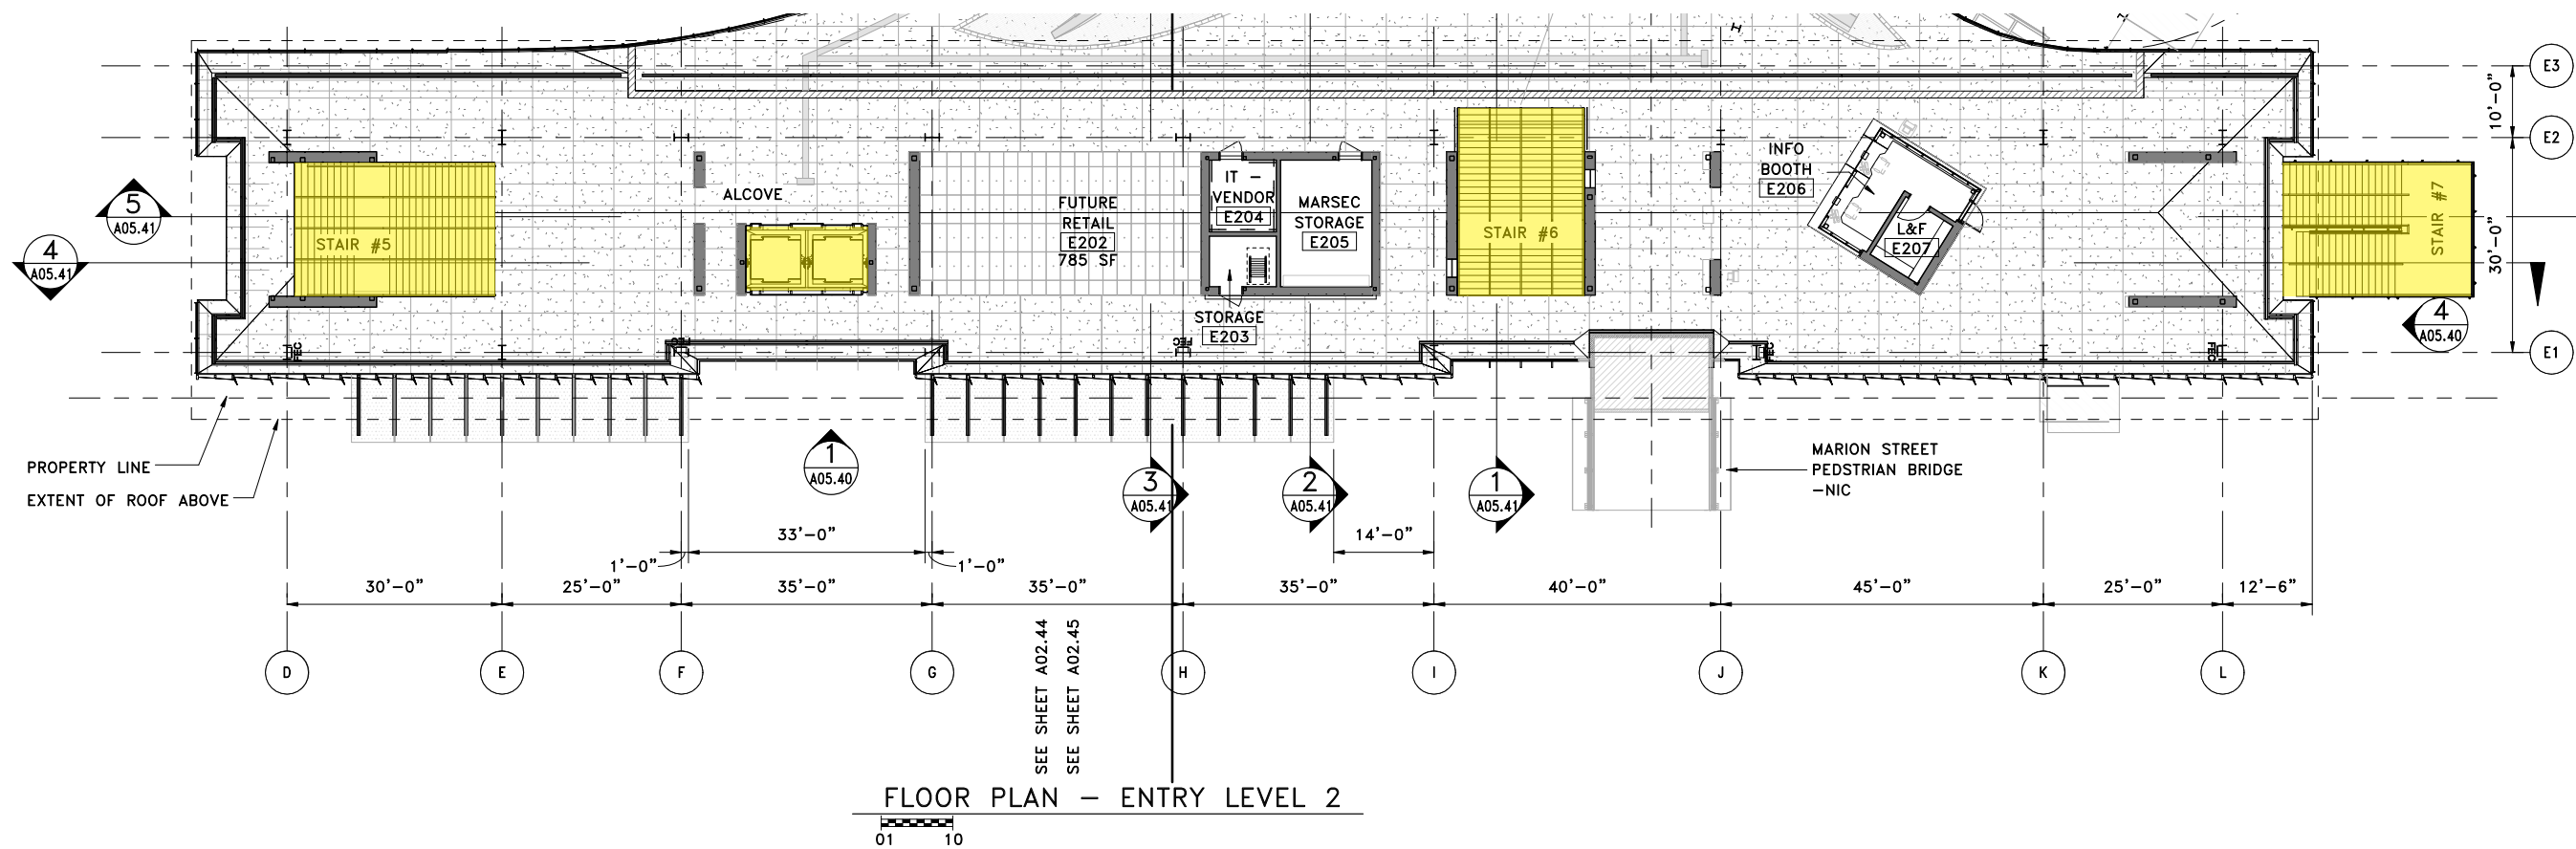 E3
10'-0"
E2
30'-0"
E1
5
A05.41
4
A05.41
STAIR #5
ALCOVE
FUTURE
RETAIL
E202
785 SF
IT –
VENDOR
E204
MARSEC
STORAGE
E205
STORAGE
E203
STAIR #6
INFO
BOOTH
E206
L&F
E207
STAIR #7
4
A05.40
FEC
FEC
FEC
FEC
FEC
PROPERTY LINE
EXTENT OF ROOF ABOVE
1
A05.40
3
A05.41
2
A05.41
1
A05.41
MARION STREET
PEDSTRIAN BRIDGE
–NIC
33'-0"
14'-0"
1'-0"
1'-0"
30'-0"
25'-0"
35'-0"
35'-0"
35'-0"
40'-0"
45'-0"
25'-0"
12'-6"
D
E
F
G
H
I
J
K
L
SEE SHEET A02.44
SEE SHEET A02.45
FLOOR PLAN – ENTRY LEVEL 2
01
10